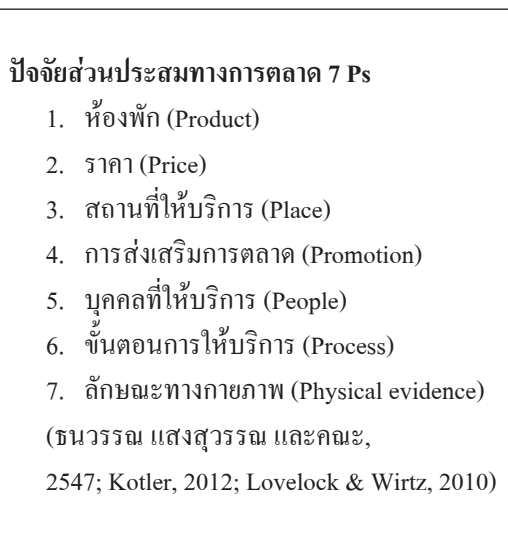 ปัจจัยส่วนประสมทางการตลาด 7 Ps
1. ห้องพัก (Product)
2. ราคา (Price)
3. สถานที่ให้บริการ (Place)
4. การส่งเสริมการตลาด (Promotion)
5. บุคคลที่ให้บริการ (People)
6. ขั้นตอนการให้บริการ (Process)
7. ลักษณะทางกายภาพ (Physical evidence)
(ธนวรรณ แสงสุวรรณ และคณะ,
2547; Kotler, 2012; Lovelock & Wirtz, 2010)